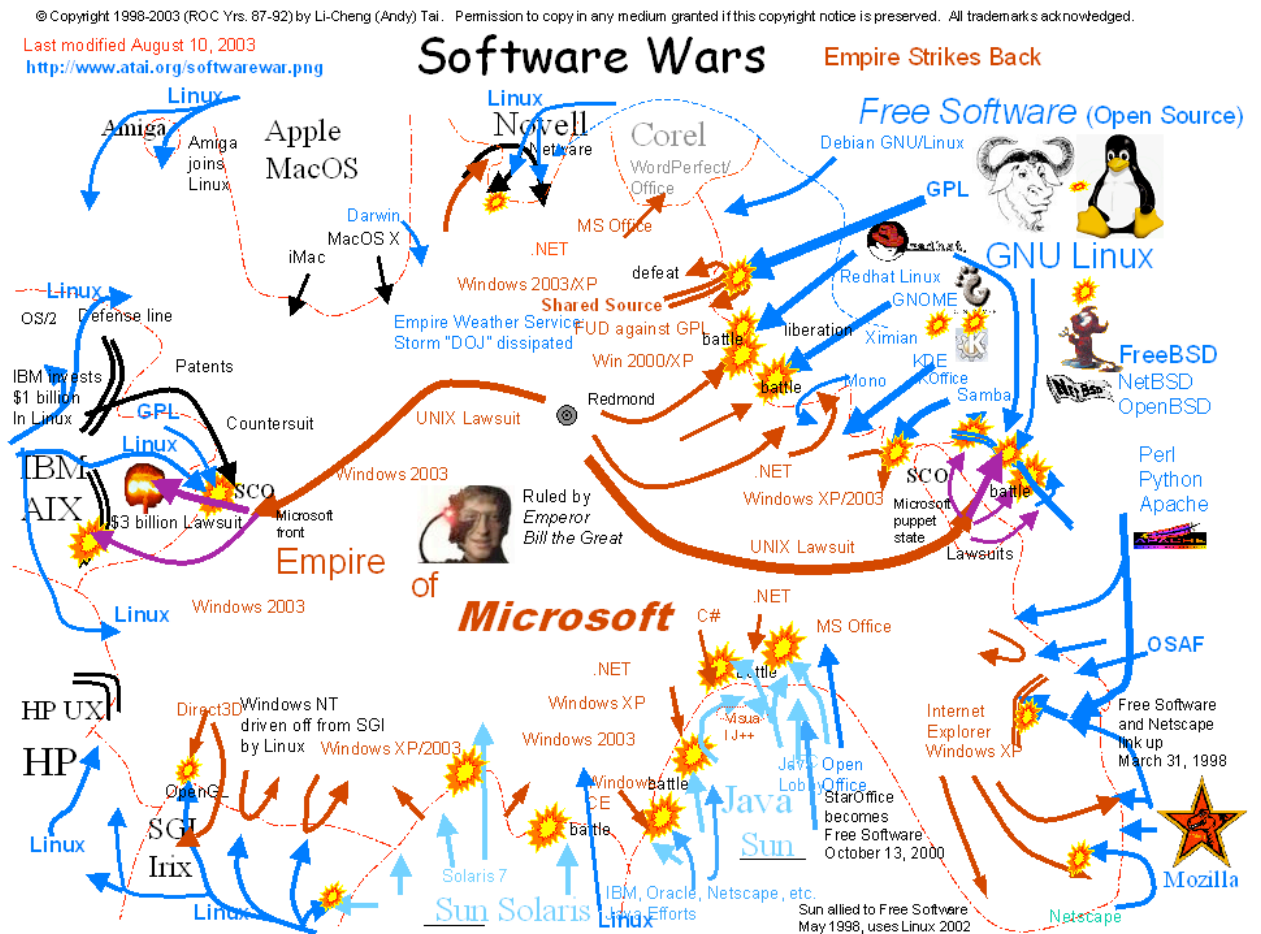 © Copyright 1998-2003 (ROC Yrs. 87-92) by Li-Cheng (Andy) Tai. Permission to copy in any medium granted if this copyright notice is preserved. All trademarks acknowledged.
Last modified August 10, 2003
http://www.atai.org/softwarewar.png
Software Wars
Empire Strikes Back
Linux
Amiga
Amiga
joins
Linux
Apple
MacOS
Darwin
MacOS X
iMac
Linux
Novell
Netware
Corel
WordPerfect/
Office
MS Office
.NET
Windows 2003/XP
Shared Source
defeat
FUD against GPL
Win 2000/XP
Empire Weather Service:
Storm "DOJ" dissipated
Free Software (Open Source)
Debian GNU/Linux
GPL
redhat.
GNU Linux
Redhat Linux
GNOME
liberation
battle
Ximian
KDE
KOffice
battle
Mono
Samba
FreeBSD
NetBSD
OpenBSD
NetBSD
Perl
Python
Apache
APACHE
Linux
OS/2
Defense line
Patents
IBM invests
$1 billion
In Linux
GPL
Countersuit
Linux
IBM
AIX
SCO
$3 billion Lawsuit
Microsoft
front
UNIX Lawsuit
Windows 2003
Redmond
Ruled by
Emperor
Bill the Great
Empire
of
Microsoft
.NET
Windows XP/2003
SCO
Microsoft
puppet
state
battle
Lawsuits
UNIX Lawsuit
Windows 2003
Linux
HP UX
HP
Linux
Direct3D
Windows NT
driven off from SGI
by Linux
Windows XP/2003
OpenGL
SGI
Irix
Linux
Solaris 7
Sun Solaris
.NET
Windows XP
Windows 2003
Windows
CE
battle
battle
C#
.NET
MS Office
battle
Visua
l J++
Java
Lobby
Open
Office
Java
Sun
StarOffice
becomes
Free Software
October 13, 2000
IBM, Oracle, Netscape, etc.
Java Efforts
Linux
Sun allied to Free Software
May 1998, uses Linux 2002
OSAF
Internet
Explorer
Windows XP
Free Software
and Netscape
link up
March 31, 1998
Mozilla
Netscape